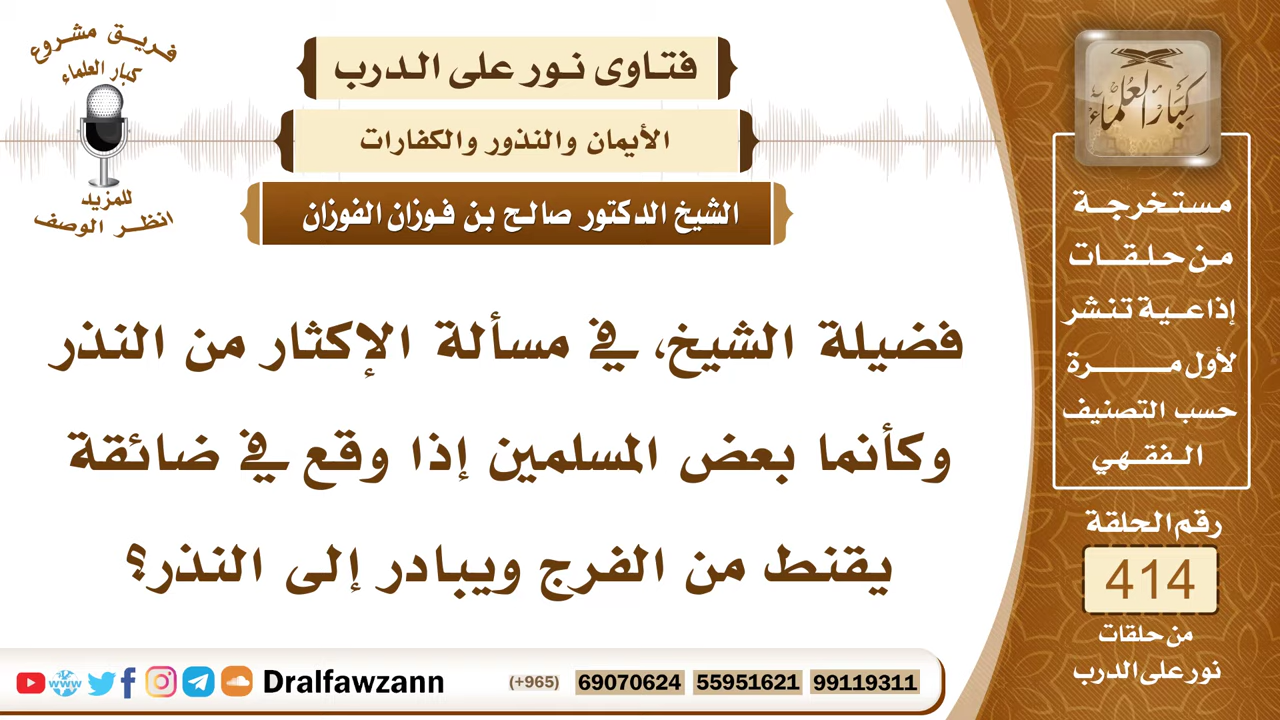 فريق مشروع
كبار العلماء
للمزيد
انظر الوصف
فتاوى نور على الدرب
الأيمان والنذور والكفارات
الشيخ الدكتور صالح بن فوزان الفوزان
فضيلة الشيخ، في مسألة الإكثار من النذر
وكأنما بعض المسلمين إذا وقع في ضائقة
يقنط من الفرج ويبادر إلى النذر؟
كبار العلماء
مستخرجة
من حلقات
إذاعية تنشر
لأول مرة
حسب التصنيف
الفقهي
رقم الحلقة
414
من حلقات
نور على الدرب
www
Dralfawzann (+965) 69070624 55951621 99119311